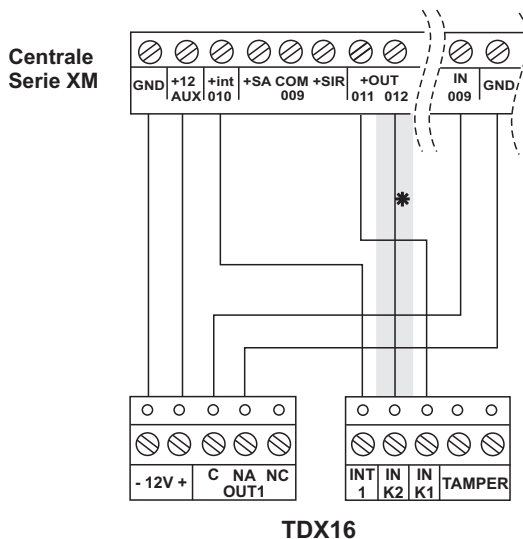 Centrale
Serie XM
GND
+12
AUX
+int
010
+SA COM +SIR
009
+OUT
011 012
IN
009
GND
*
- 12V +
C NA NC
OUT1
INT
1
IN
K2
IN
K1
TAMPER
TDX16